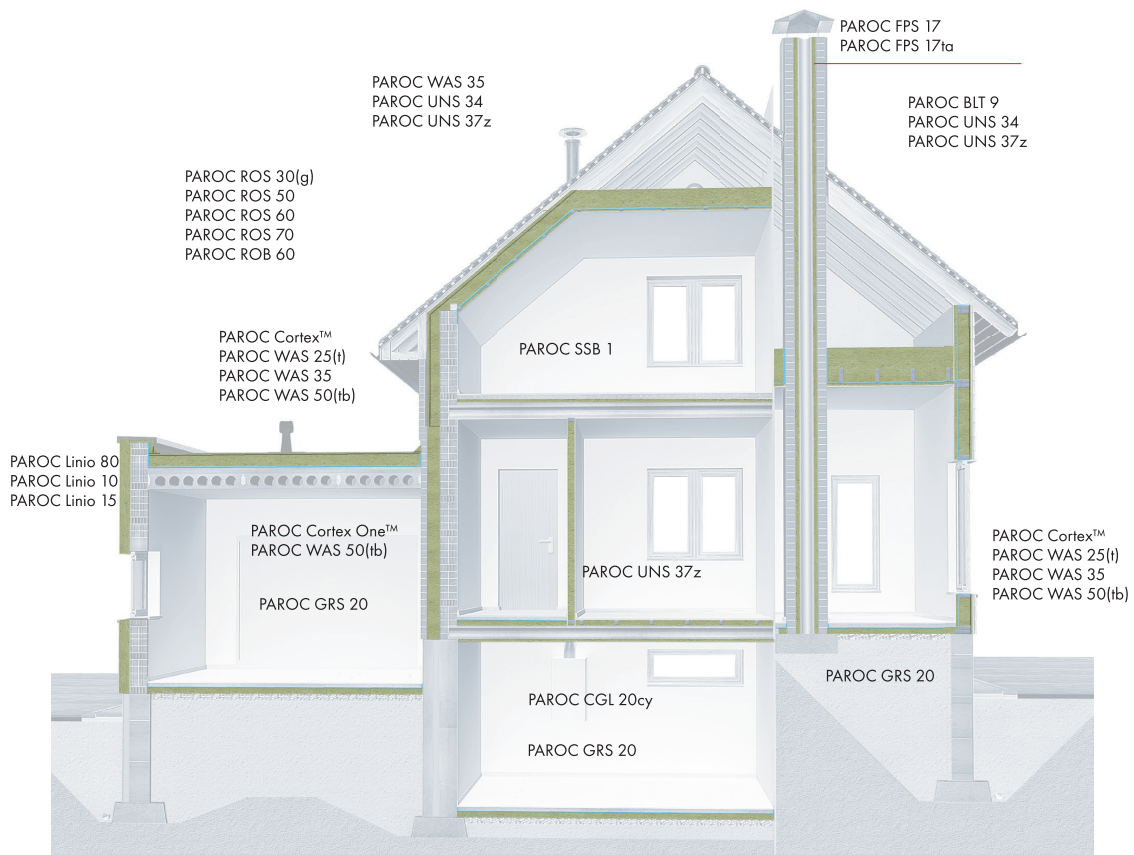 PAROC FPS 17
PAROC FPS 17ta
PAROC WAS 35
PAROC UNS 34
PAROC UNS 37z
PAROC BLT 9
PAROC UNS 34
PAROC UNS 37z
PAROC ROS 30(g)
PAROC ROS 50
PAROC ROS 60
PAROC ROS 70
PAROC ROB 60
PAROC Cortex™
PAROC WAS 25(t)
PAROC WAS 35
PAROC WAS 50(tb)
PAROC SSB 1
PAROC Linio 80
PAROC Linio 10
PAROC Linio 15
PAROC Cortex One™
PAROC WAS 50(tb)
PAROC GRS 20
PAROC UNS 37z
PAROC Cortex™
PAROC WAS 25(t)
PAROC WAS 35
PAROC WAS 50(tb)
PAROC GRS 20
PAROC CGL 20cy
PAROC GRS 20